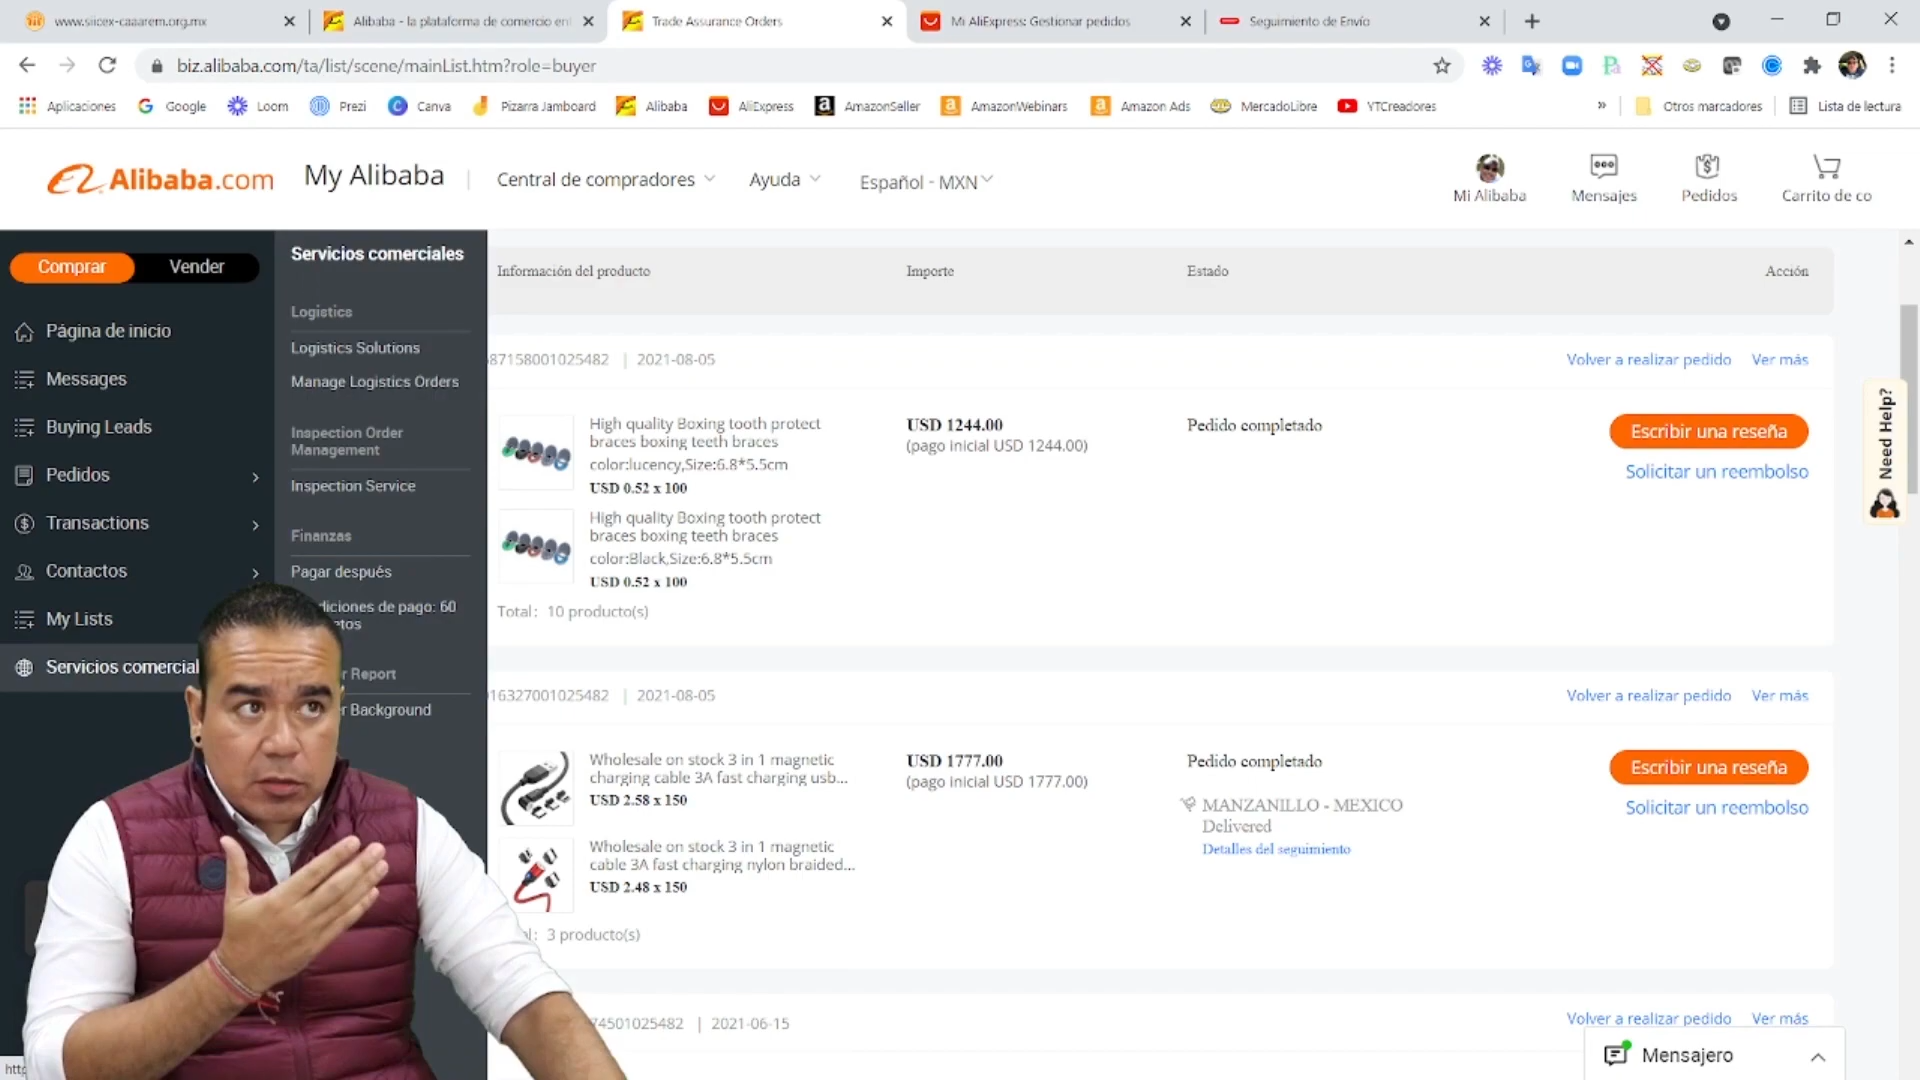 www.siicex-caaarem.org.mx
Alibaba - la plataforma de comercio en
Trade Assurance Orders
Mi AliExpress: Gestionar pedidos
Seguimiento de Envío
biz.alibaba.com/ta/list/scene/mainList.htm?role=buyer
Aplicaciones
Google
Loom
Prezi
Canva
Pizarra Jamboard
Alibaba
AliExpress
AmazonSeller
AmazonWebinars
Amazon Ads
MercadoLibre
YTCreadores
»
Otros marcadores
Lista de lectura
Alibaba.com
My Alibaba
Central de compradores
Ayuda
Español - MXN
Mi Alibaba
Mensajes
Pedidos
Carrito de co
Comprar
Vender
Página de inicio
Messages
Buying Leads
Pedidos
Transactions
Contactos
My Lists
Servicios comercial
Servicios comerciales
Logistics
Logistics Solutions
Manage Logistics Orders
Inspection Order
Management
Inspection Service
Finanzas
Pagar después
diciones de pago: 60
etos
r Report
r Background
Información del producto
Importe
Estado
Acción
87158001025482 | 2021-08-05
Volver a realizar pedido
Ver más
High quality Boxing tooth protect
braces boxing teeth braces
color:lucency,Size:6.8*5.5cm
USD 0.52 x 100
USD 1244.00
(pago inicial USD 1244.00)
Pedido completado
Escribir una reseña
Solicitar un reembolso
High quality Boxing tooth protect
braces boxing teeth braces
color:Black,Size:6.8*5.5cm
USD 0.52 x 100
Total: 10 producto(s)
16327001025482 | 2021-08-05
Volver a realizar pedido
Ver más
Wholesale on stock 3 in 1 magnetic
charging cable 3A fast charging usb...
USD 2.58 x 150
USD 1777.00
(pago inicial USD 1777.00)
Pedido completado
MANZANILLO - MEXICO
Delivered
Detalles del seguimiento
Escribir una reseña
Solicitar un reembolso
Wholesale on stock 3 in 1 magnetic
cable 3A fast charging nylon braided...
USD 2.48 x 150
al: 3 producto(s)
74501025482 | 2021-06-15
Volver a realizar pedido
Ver más
Need Help?
Mensajero
http